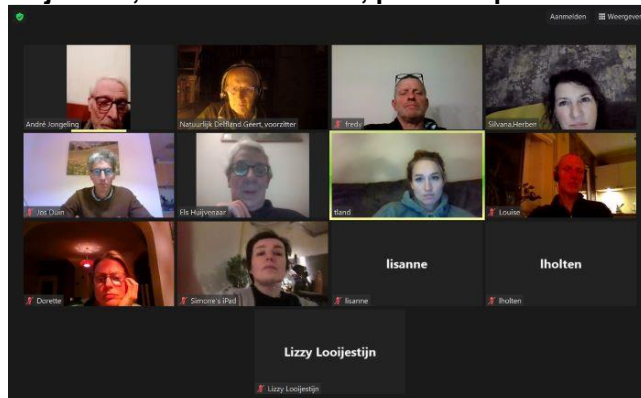 Aanmelden Weergeven
André Jongeling
Natuurlijk Delfland Geert, voorzitter
freds
Silvana.Herben
Jos Duin
Els Huijvenaar
tland
Louise
Dorette
Simone's iPad
lisanne
lisanne
lholten
lholten
Lizzy Looijestijn
Lizzy Looijestijn